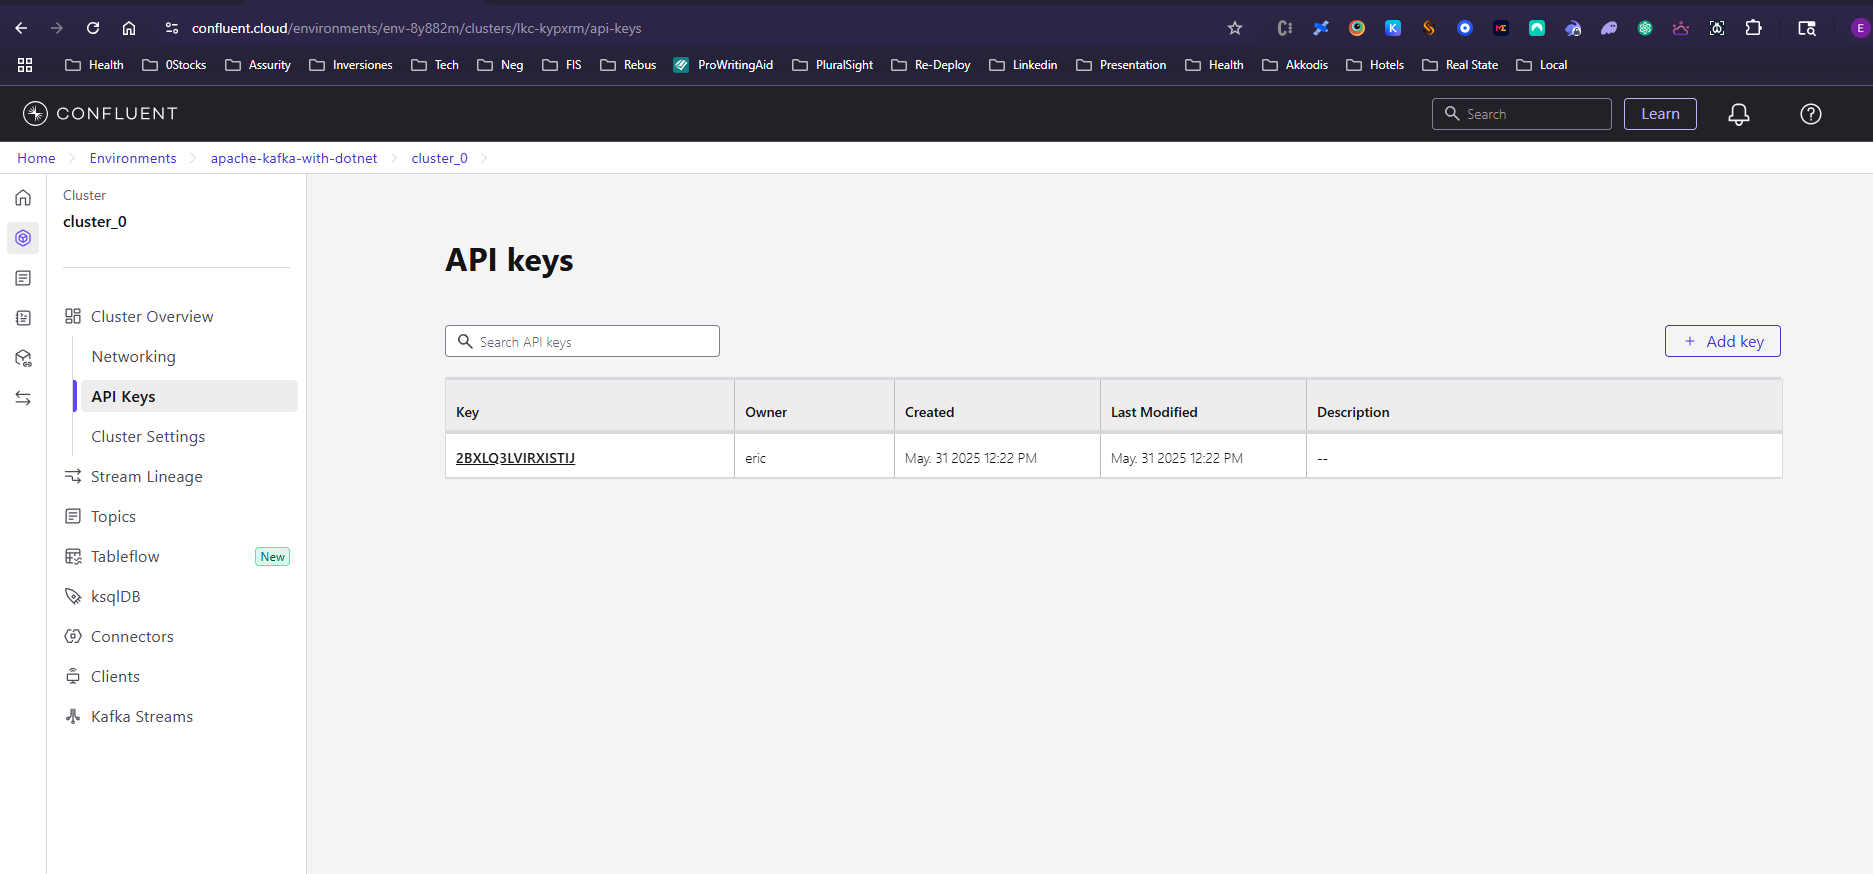 confluent.cloud/environments/env-8y882m/clusters/lkc-kypxrm/api-keys
E
Health 0Stocks Assurity Inversiones Tech Neg FIS Rebus ProWritingAid PluralSight Re-Deploy Linkedin Presentation Health Akkodis Hotels Real State Local
CONFLUENT
Search
Learn
Home Environments apache-kafka-with-dotnet cluster_0
Cluster
cluster_0
Cluster Overview
Networking
API Keys
Cluster Settings
Stream Lineage
Topics
Tableflow New
ksqlDB
Connectors
Clients
Kafka Streams
API keys
Search API keys
+ Add key
Key Owner Created Last Modified Description
2BXLQ3LVIRXISTIJ eric May. 31 2025 12:22 PM May. 31 2025 12:22 PM --